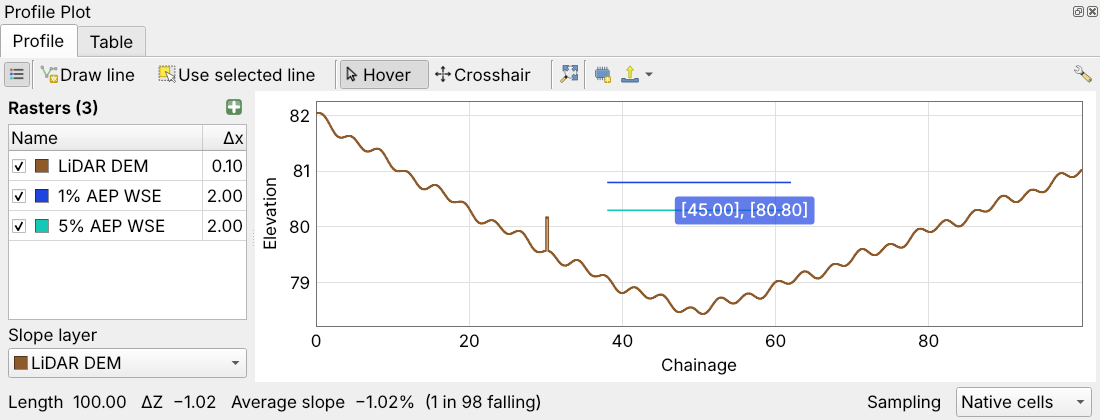 Profile Plot
Profile
Table
Draw line
Use selected line
Hover
Crosshair
Rasters (3)
Name Δx
LiDAR DEM 0.10
1% AEP WSE 2.00
5% AEP WSE 2.00
Slope layer
LiDAR DEM
Elevation
82
81
80
79
[45.00], [80.80]
0 20 40 60 80
Chainage
Length 100.00 ΔZ −1.02 Average slope −1.02% (1 in 98 falling)
Sampling Native cells